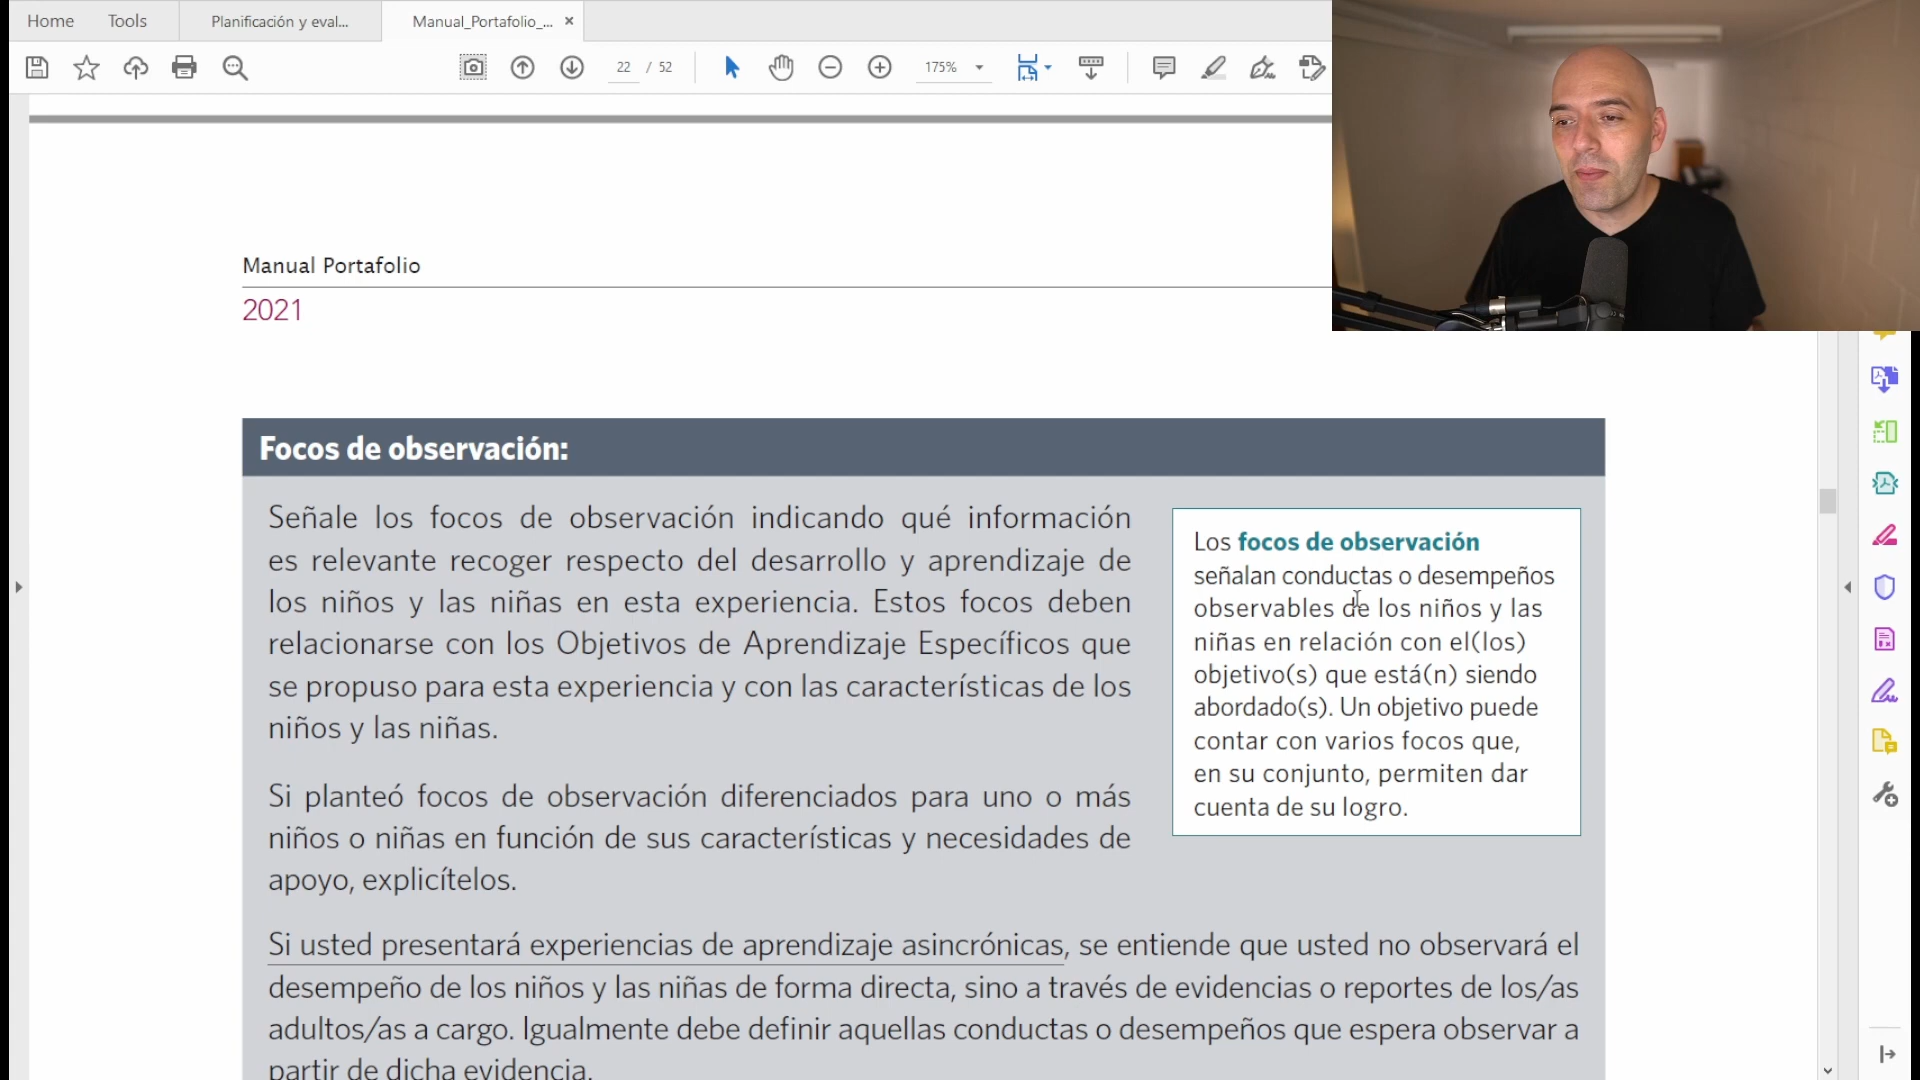 Home
Tools
Planificación y eval...
Manual_Portafolio_...
22 / 52
175%
Manual Portafolio
2021
Focos de observación:
Señale los focos de observación indicando qué información
es relevante recoger respecto del desarrollo y aprendizaje de
los niños y las niñas en esta experiencia. Estos focos deben
relacionarse con los Objetivos de Aprendizaje Específicos que
se propuso para esta experiencia y con las características de los
niños y las niñas.
Si planteó focos de observación diferenciados para uno o más
niños o niñas en función de sus características y necesidades de
apoyo, explicítelos.
Los focos de observación
señalan conductas o desempeños
observables de los niños y las
niñas en relación con el(los)
objetivo(s) que está(n) siendo
abordado(s). Un objetivo puede
contar con varios focos que,
en su conjunto, permiten dar
cuenta de su logro.
Si usted presentará experiencias de aprendizaje asincrónicas, se entiende que usted no observará el
desempeño de los niños y las niñas de forma directa, sino a través de evidencias o reportes de los/as
adultos/as a cargo. Igualmente debe definir aquellas conductas o desempeños que espera observar a
partir de dicha evidencia.